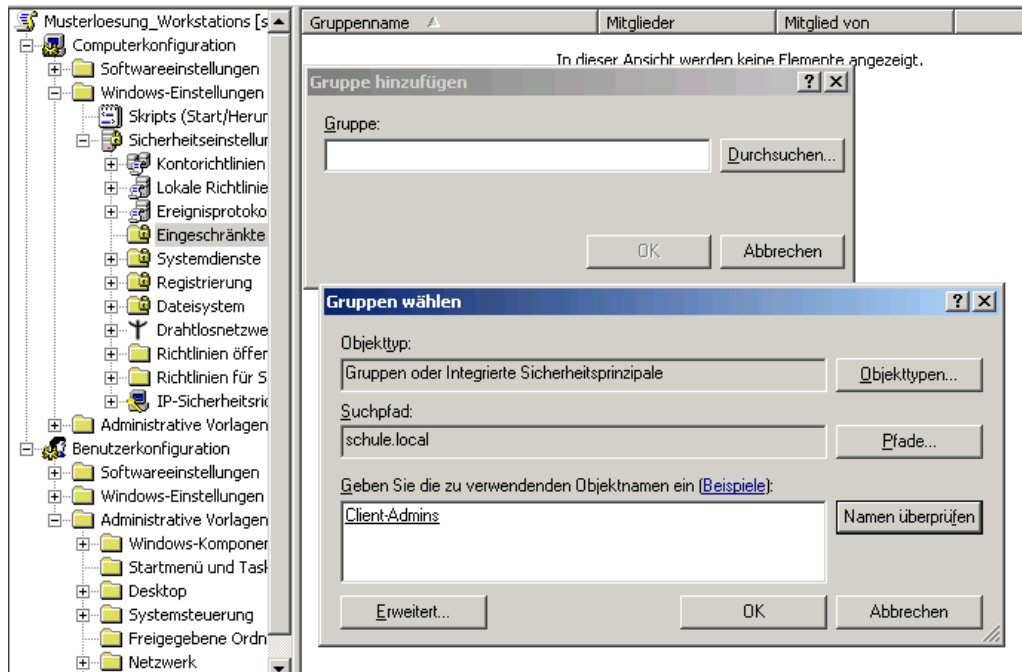 Musterloesung_Workstations [s
Computerkonfiguration
Softwareeinstellungen
Windows-Einstellungen
Skripts (Start/Herur
Sicherheitseinstellur
Kontorichtlinien
Lokale Richtlinie
Ereignisprotoko
Eingeschränkte
Systemdienste
Registrierung
Dateisystem
Drahtlosnetzwe
Richtlinien öffer
Richtlinien für S
IP-Sicherheitsric
Administrative Vorlagen
Benutzerkonfiguration
Softwareeinstellungen
Windows-Einstellungen
Administrative Vorlagen
Windows-Komponer
Startmenü und Task
Desktop
Systemsteuerung
Freigegebene Ordn
Netzwerk
Gruppenname Mitglieder Mitglied von
In dieser Ansicht werden keine Elemente angezeigt.
Gruppe hinzufügen
Gruppe:
Durchsuchen...
OK Abbrechen
Gruppen wählen
Objekttyp:
Gruppen oder Integrierte Sicherheitsprinzipale Objekttypen...
Suchpfad:
schule.local Pfade...
Geben Sie die zu verwendenden Objektnamen ein (Beispiele):
Client-Admins Namen überprüfen
Erweitert... OK Abbrechen